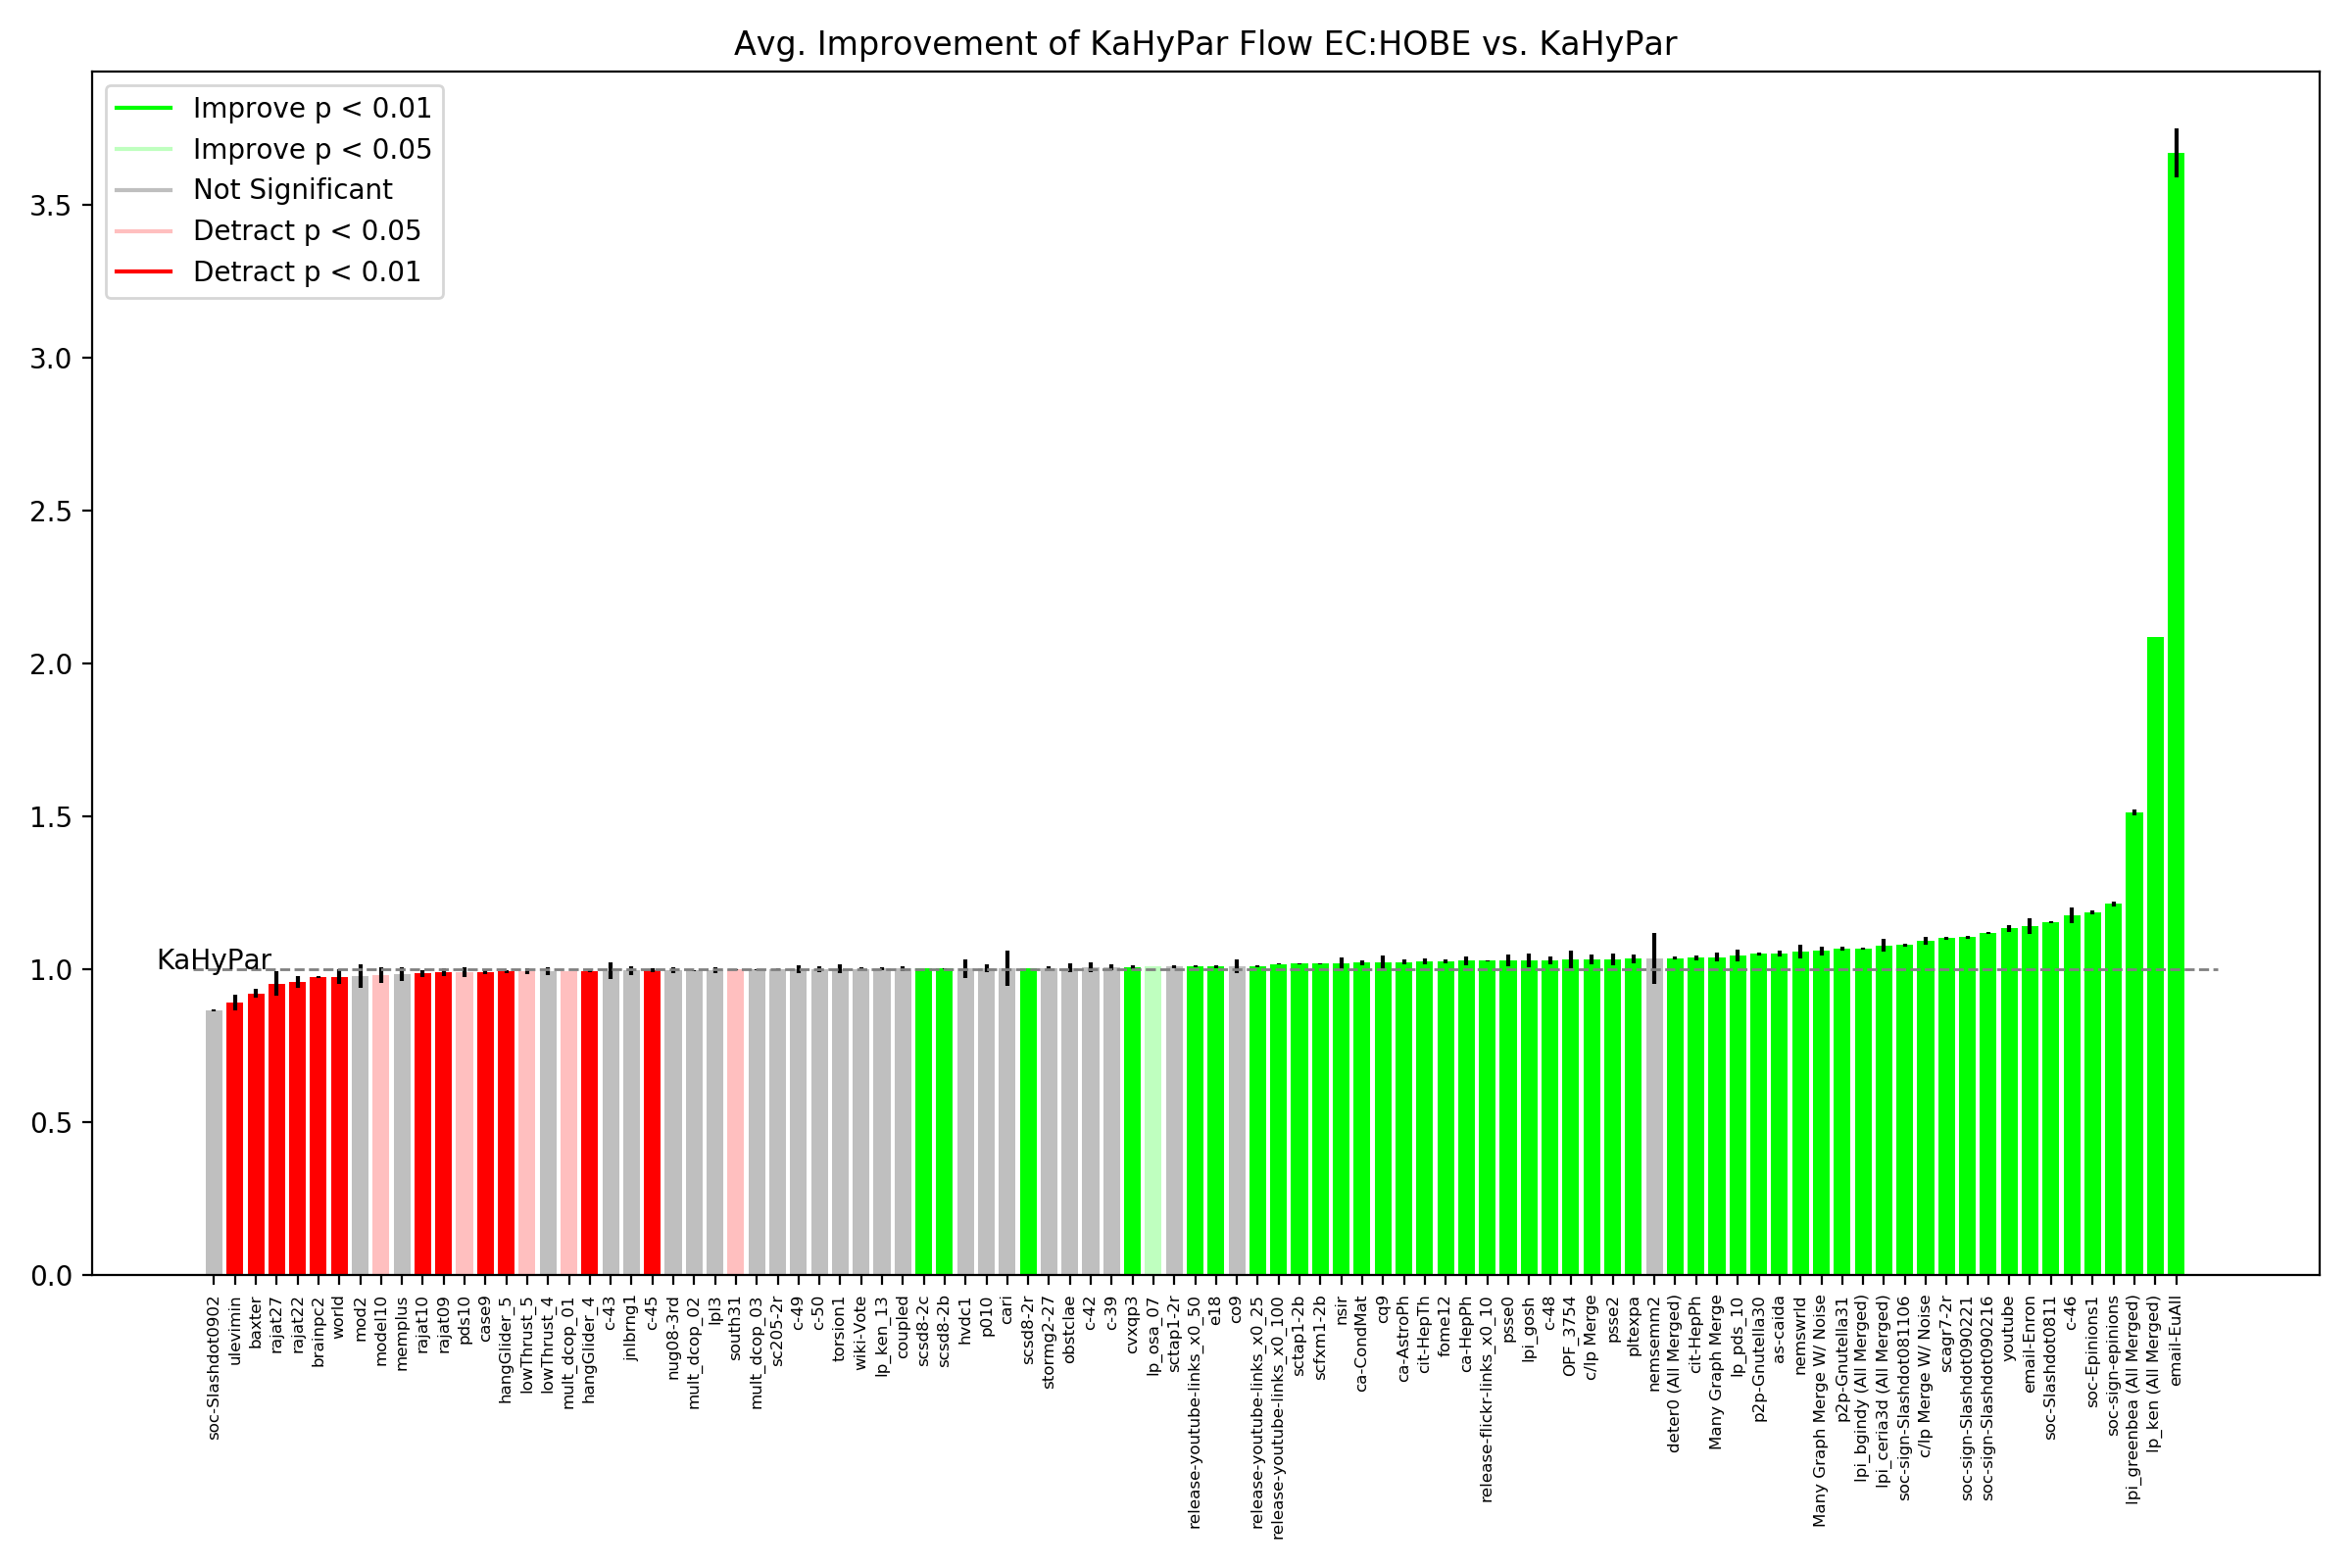 Avg. Improvement of KaHyPar Flow EC:HOBE vs. KaHyPar
Improve p < 0.01
Improve p < 0.05
Not Significant
Detract p < 0.05
Detract p < 0.01
3.5
3.0
2.5
2.0
1.5
1.0
0.5
0.0
KaHyPar
soc-Slashdot0902
ulevimin
baxter
rajat27
rajat22
brainpc2
world
mod2
model10
memplus
rajat10
rajat09
pds10
case9
hangGlider_5
lowThrust_5
lowThrust_4
mult_dcop_01
hangGlider_4
c-43
jnlbrng1
c-45
nug08-3rd
mult_dcop_02
lpl3
south31
mult_dcop_03
sc205-2r
c-49
c-50
torsion1
wiki-Vote
lp_ken_13
coupled
scsd8-2c
scsd8-2b
hvdc1
p010
cari
scsd8-2r
stormg2-27
obstclae
c-42
c-39
cvxqp3
lp_osa_07
sctap1-2r
release-youtube-links_x0_50
e18
co9
release-youtube-links_x0_25
release-youtube-links_x0_100
sctap1-2b
scfxm1-2b
nsir
ca-CondMat
cq9
ca-AstroPh
cit-HepTh
fome12
ca-HepPh
release-flickr-links_x0_10
psse0
lpi_gosh
c-48
OPF_3754
c/lp Merge
psse2
pltexpa
nemsemm2
deter0 (All Merged)
cit-HepPh
Many Graph Merge
lp_pds_10
p2p-Gnutella30
as-caida
nemswrld
Many Graph Merge W/ Noise
p2p-Gnutella31
lpi_bgindy (All Merged)
lpi_ceria3d (All Merged)
soc-sign-Slashdot081106
c/lp Merge W/ Noise
scagr7-2r
soc-sign-Slashdot090221
soc-sign-Slashdot090216
youtube
email-Enron
soc-Slashdot0811
c-46
soc-Epinions1
soc-sign-epinions
lpi_greenbea (All Merged)
lp_ken (All Merged)
email-EuAll